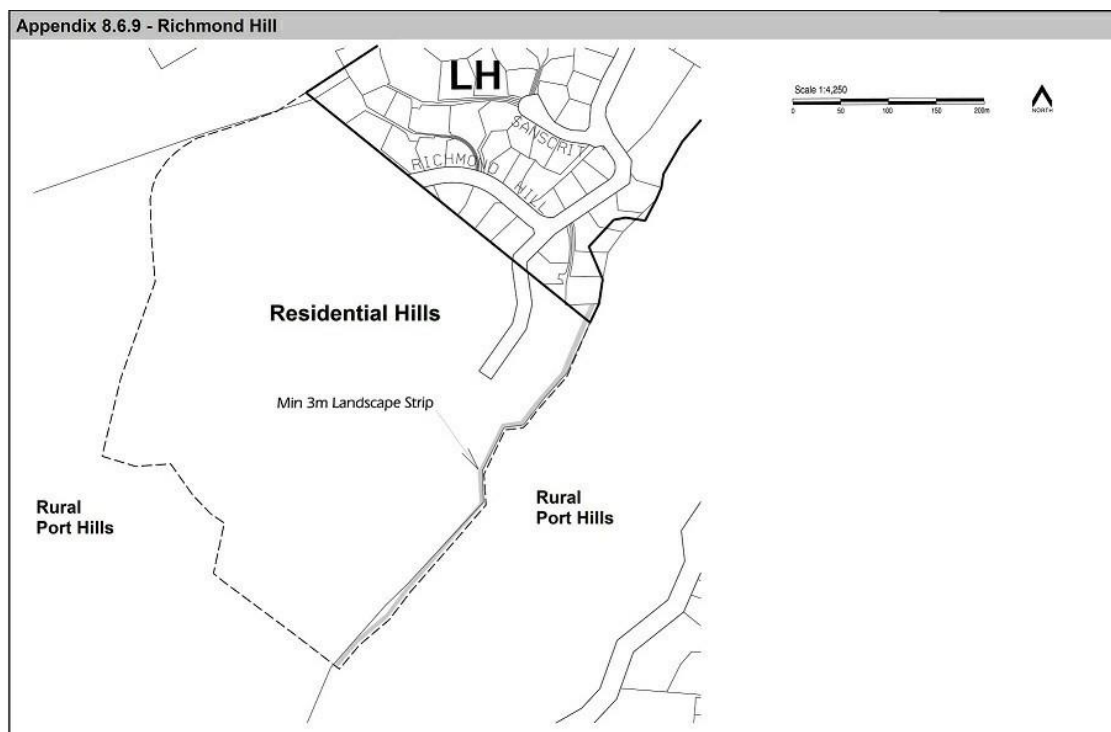 Appendix 8.6.9 - Richmond Hill
LH
Scale 1:4,250
0 50 100 150 200m
NORTH
SANSCRIT
RICHMOND HILL
Residential Hills
Min 3m Landscape Strip
Rural
Port Hills
Rural
Port Hills